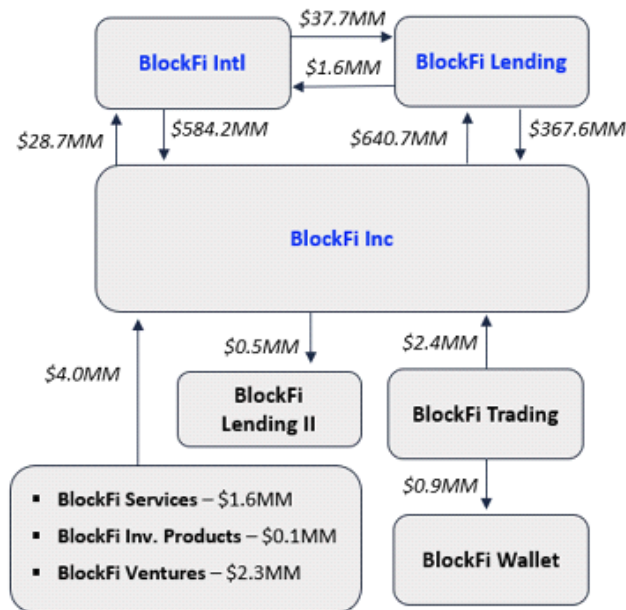 $37.7MM
BlockFi Intl
BlockFi Lending
$1.6MM
$28.7MM
$584.2MM
$640.7MM
$367.6MM
BlockFi Inc
$4.0MM
$0.5MM
$2.4MM
BlockFi
Lending II
BlockFi Trading
$0.9MM
▪ BlockFi Services – $1.6MM
▪ BlockFi Inv. Products – $0.1MM
▪ BlockFi Ventures – $2.3MM
BlockFi Wallet